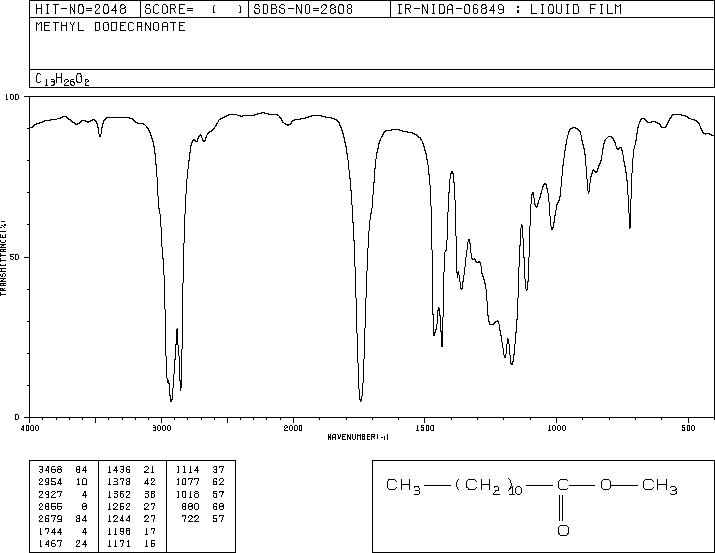 HIT-NO=2048 SCORE= ( ) SDBS-NO=2808 IR-NIDA-06849 : LIQUID FILM
METHYL DODECANOATE
C13H26O2
100
50
0
TRANSMITTANCE(%)
4000 3000 2000 1500 1000 500
WAVENUMBER(-1)
3468 84 1436 21 1114 37
2954 10 1378 42 1077 62
2927 4 1362 38 1018 57
2855 8 1262 27 880 68
2679 84 1244 27 722 57
1744 4 1198 17
1467 24 1171 16
CH3—(CH2)10—C—O—CH3
O